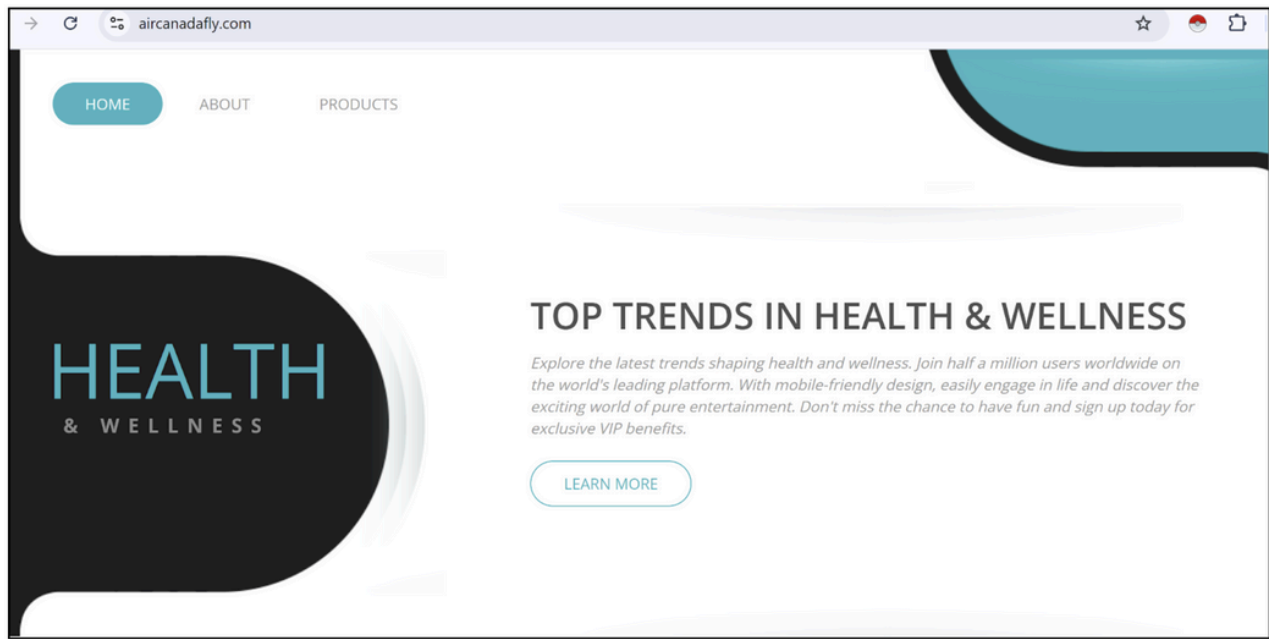 aircanadafly.com
HOME ABOUT PRODUCTS
HEALTH
& WELLNESS
TOP TRENDS IN HEALTH & WELLNESS
Explore the latest trends shaping health and wellness. Join half a million users worldwide on
the world's leading platform. With mobile-friendly design, easily engage in life and discover the
exciting world of pure entertainment. Don't miss the chance to have fun and sign up today for
exclusive VIP benefits.
LEARN MORE